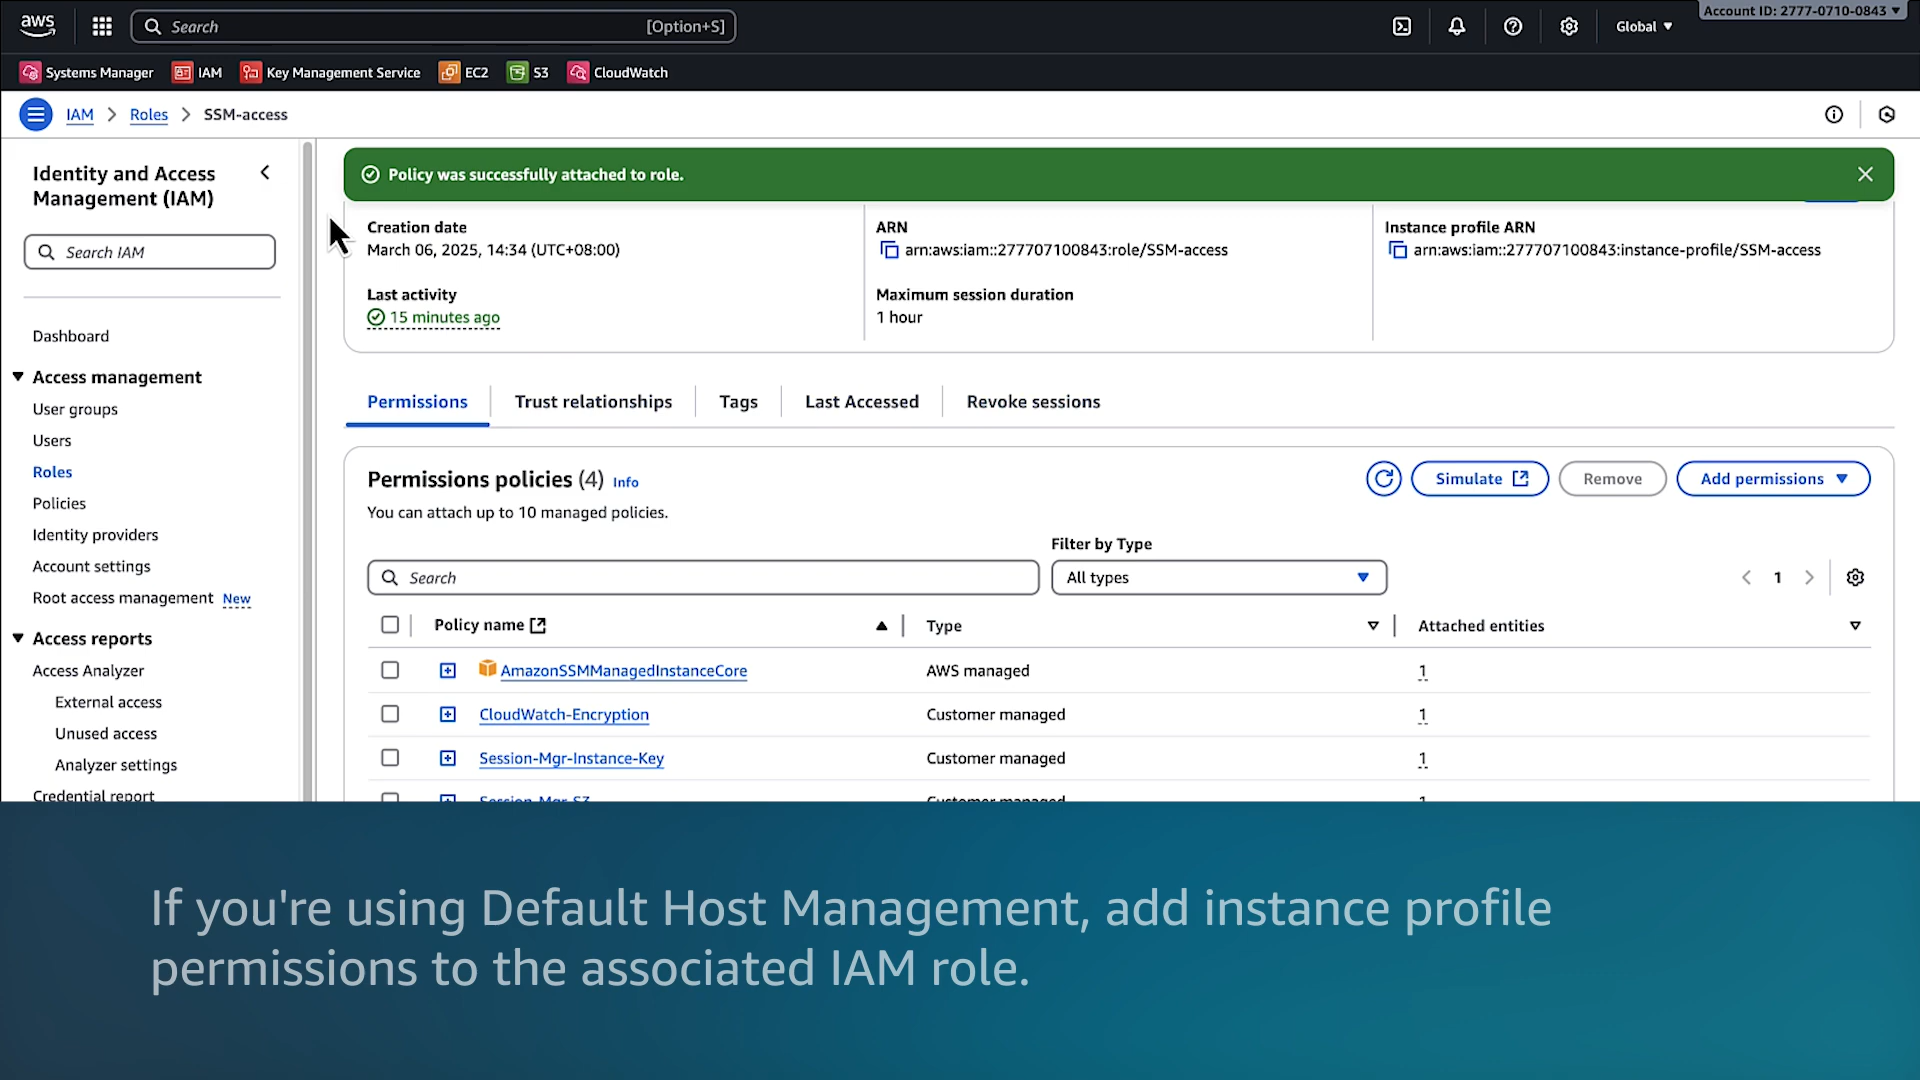 aws
Search [Option+S]
Global
Account ID: 2777-0710-0843
Systems Manager IAM Key Management Service EC2 S3 CloudWatch
IAM Roles SSM-access
Identity and Access
Management (IAM)
Search IAM
Dashboard
Access management
User groups
Users
Roles
Policies
Identity providers
Account settings
Root access management New
Access reports
Access Analyzer
External access
Unused access
Analyzer settings
Credential report
Policy was successfully attached to role.
Creation date
March 06, 2025, 14:34 (UTC+08:00)
ARN
arn:aws:iam::277707100843:role/SSM-access
Instance profile ARN
arn:aws:iam::277707100843:instance-profile/SSM-access
Last activity
15 minutes ago
Maximum session duration
1 hour
Permissions Trust relationships Tags Last Accessed Revoke sessions
Permissions policies (4) Info
Simulate Remove Add permissions
You can attach up to 10 managed policies.
Filter by Type
Search All types 1
Policy name Type Attached entities
AmazonSSMManagedInstanceCore AWS managed 1
CloudWatch-Encryption Customer managed 1
Session-Mgr-Instance-Key Customer managed 1
Session-Mgr-S3 Customer managed 1
If you're using Default Host Management, add instance profile
permissions to the associated IAM role.